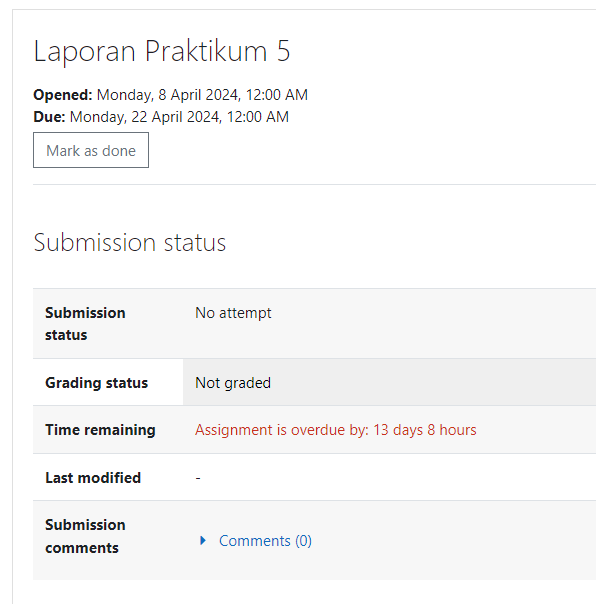 Laporan Praktikum 5
Opened: Monday, 8 April 2024, 12:00 AM
Due: Monday, 22 April 2024, 12:00 AM
Mark as done
Submission status
Submission status No attempt
Grading status Not graded
Time remaining Assignment is overdue by: 13 days 8 hours
Last modified -
Submission comments Comments (0)